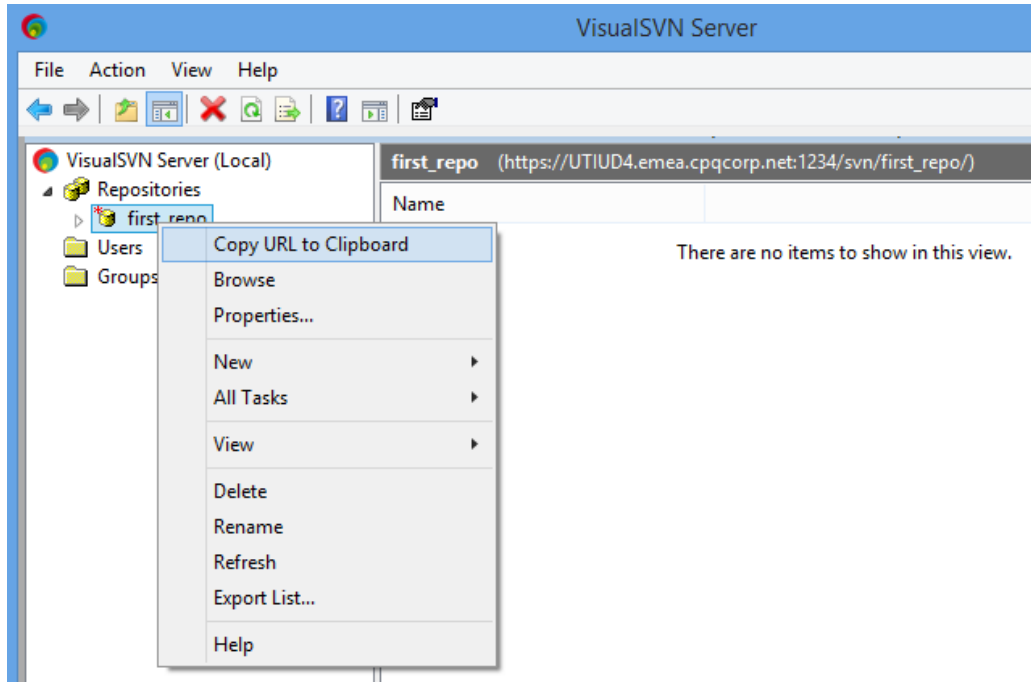 VisualSVN Server
File Action View Help
VisualSVN Server (Local)
Repositories
first_repo
Users
Groups
first_repo (https://UTIUD4.emea.cpqcorp.net:1234/svn/first_repo/)
Name
There are no items to show in this view.
Copy URL to Clipboard
Browse
Properties...
New
All Tasks
View
Delete
Rename
Refresh
Export List...
Help